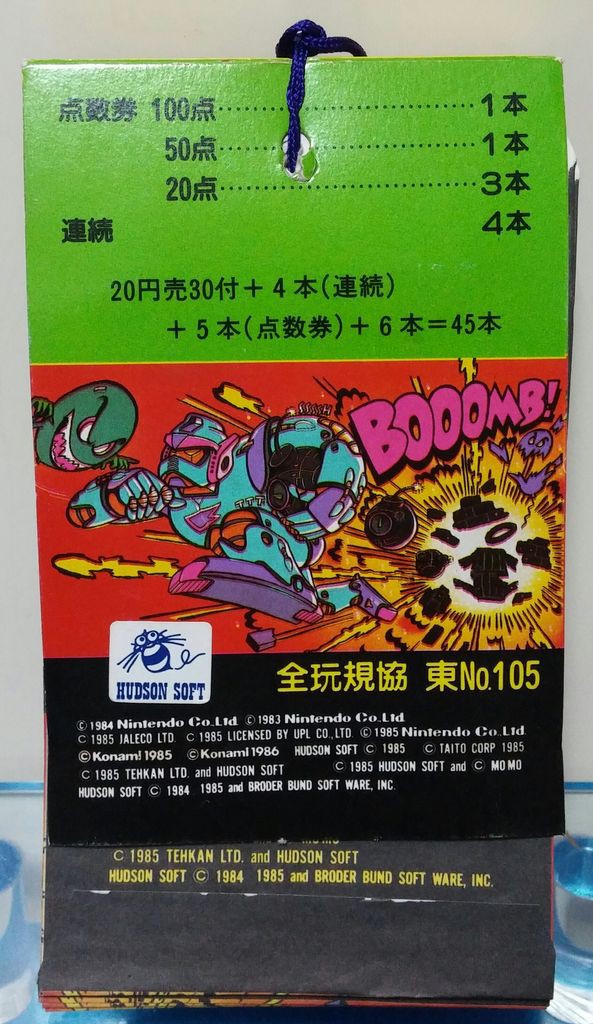 点数券 100点…………………………1本
50点…………………………1本
20点…………………………3本
連続 4本
20円売30付+4本(連続)
+5本(点数券)+6本=45本
SSSSH
BOOOMB!
HUDSON SOFT
全玩規協 東No.105
© 1984 Nintendo Co.,Ltd. © 1983 Nintendo Co.,Ltd.
C 1985 JALECO LTD. C 1985 LICENSED BY UPL CO., LTD. © 1985 Nintendo Co., Ltd.
© Konami 1985 © Konami 1986 HUDSON SOFT © 1985 © TAITO CORP 1985
C 1985 TEHKAN LTD. and HUDSON SOFT © 1985 HUDSON SOFT and © MOMO
HUDSON SOFT © 1984 1985 and BRODER BUND SOFT WARE, INC.
C 1985 TEHKAN LTD. and HUDSON SOFT
HUDSON SOFT © 1984 1985 and BRODER BUND SOFT WARE, INC.